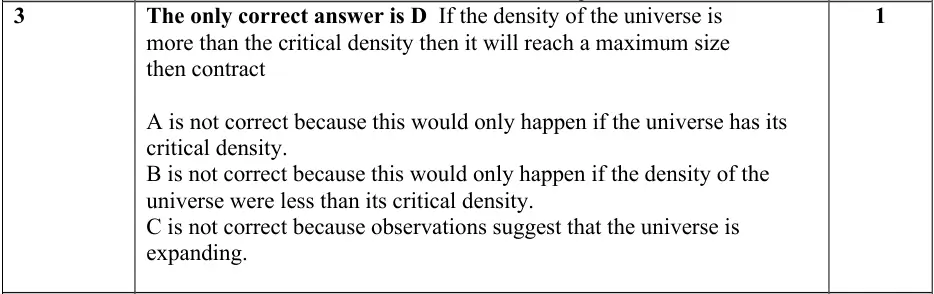 3 The only correct answer is D If the density of the universe is 1
more than the critical density then it will reach a maximum size
then contract
A is not correct because this would only happen if the universe has its
critical density.
B is not correct because this would only happen if the density of the
universe were less than its critical density.
C is not correct because observations suggest that the universe is
expanding.